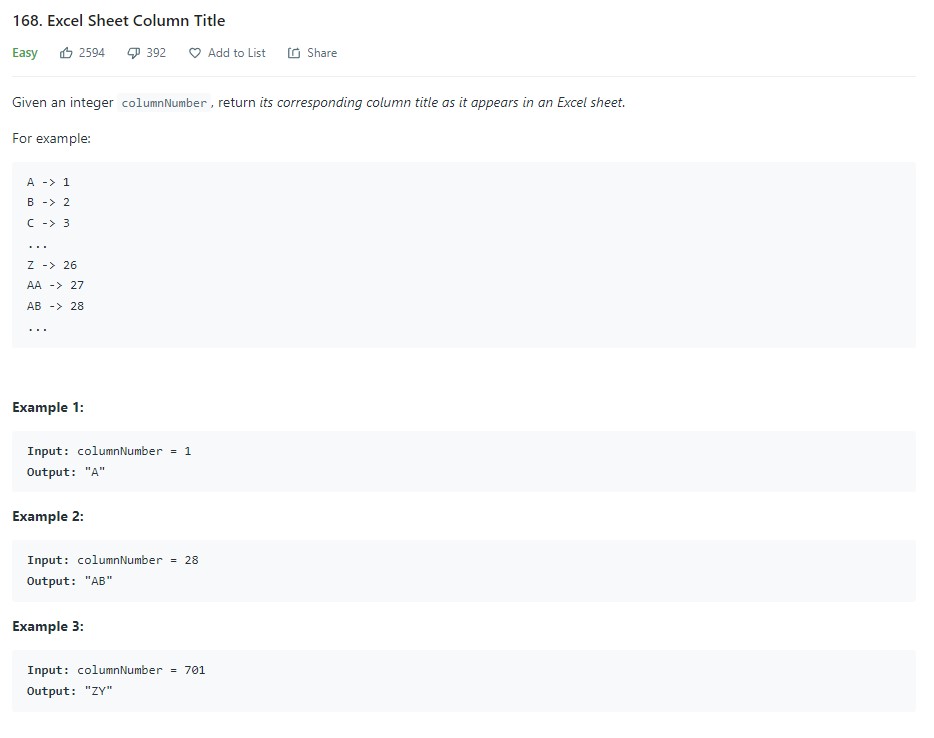 168. Excel Sheet Column Title
Easy 2594 392 Add to List Share
Given an integer columnNumber, return its corresponding column title as it appears in an Excel sheet.
For example:
A -> 1
B -> 2
C -> 3
...
Z -> 26
AA -> 27
AB -> 28
...
Example 1:
Input: columnNumber = 1
Output: "A"
Example 2:
Input: columnNumber = 28
Output: "AB"
Example 3:
Input: columnNumber = 701
Output: "ZY"